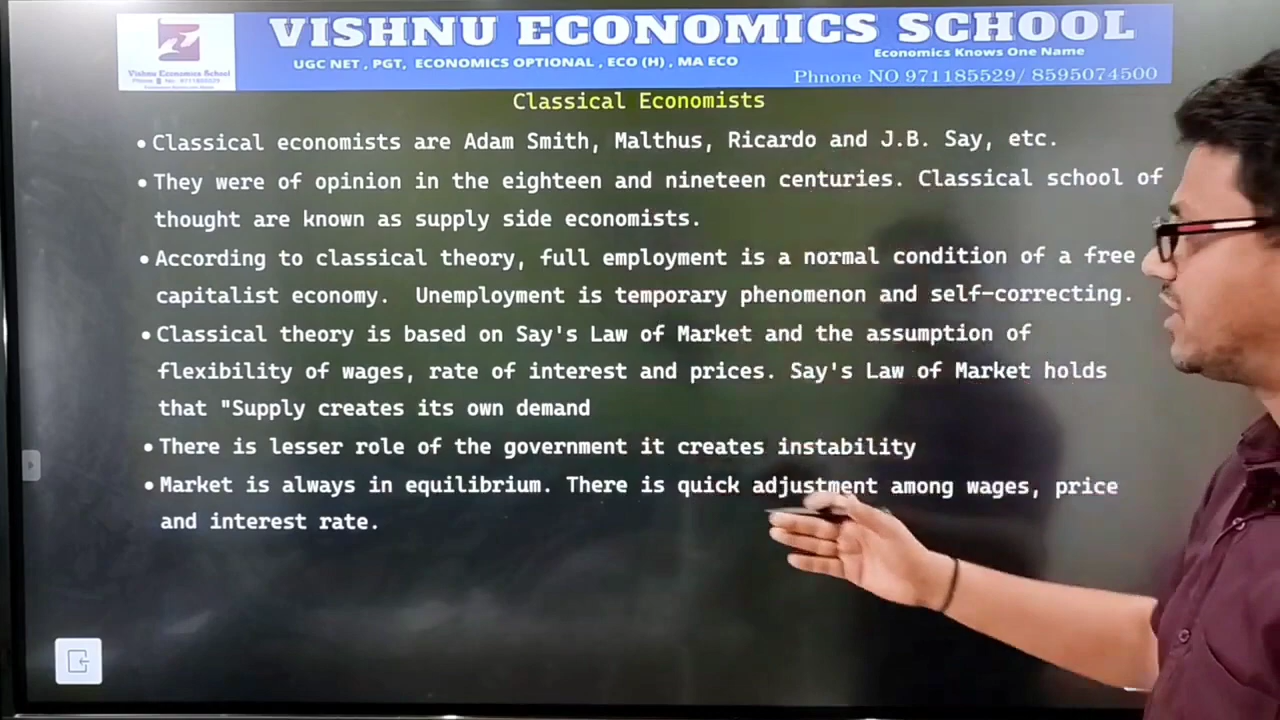 VISHNU ECONOMICS SCHOOL
Economics Knows One Name
UGC NET , PGT, ECONOMICS OPTIONAL , ECO (H) , MA ECO
Phnone NO 971185529/ 8595074500
Vishnu Economics School
Classical Economists
• Classical economists are Adam Smith, Malthus, Ricardo and J.B. Say, etc.
• They were of opinion in the eighteen and nineteen centuries. Classical school of
thought are known as supply side economists.
• According to classical theory, full employment is a normal condition of a free
capitalist economy. Unemployment is temporary phenomenon and self-correcting.
• Classical theory is based on Say's Law of Market and the assumption of
flexibility of wages, rate of interest and prices. Say's Law of Market holds
that "Supply creates its own demand
• There is lesser role of the government it creates instability
• Market is always in equilibrium. There is quick adjustment among wages, price
and interest rate.